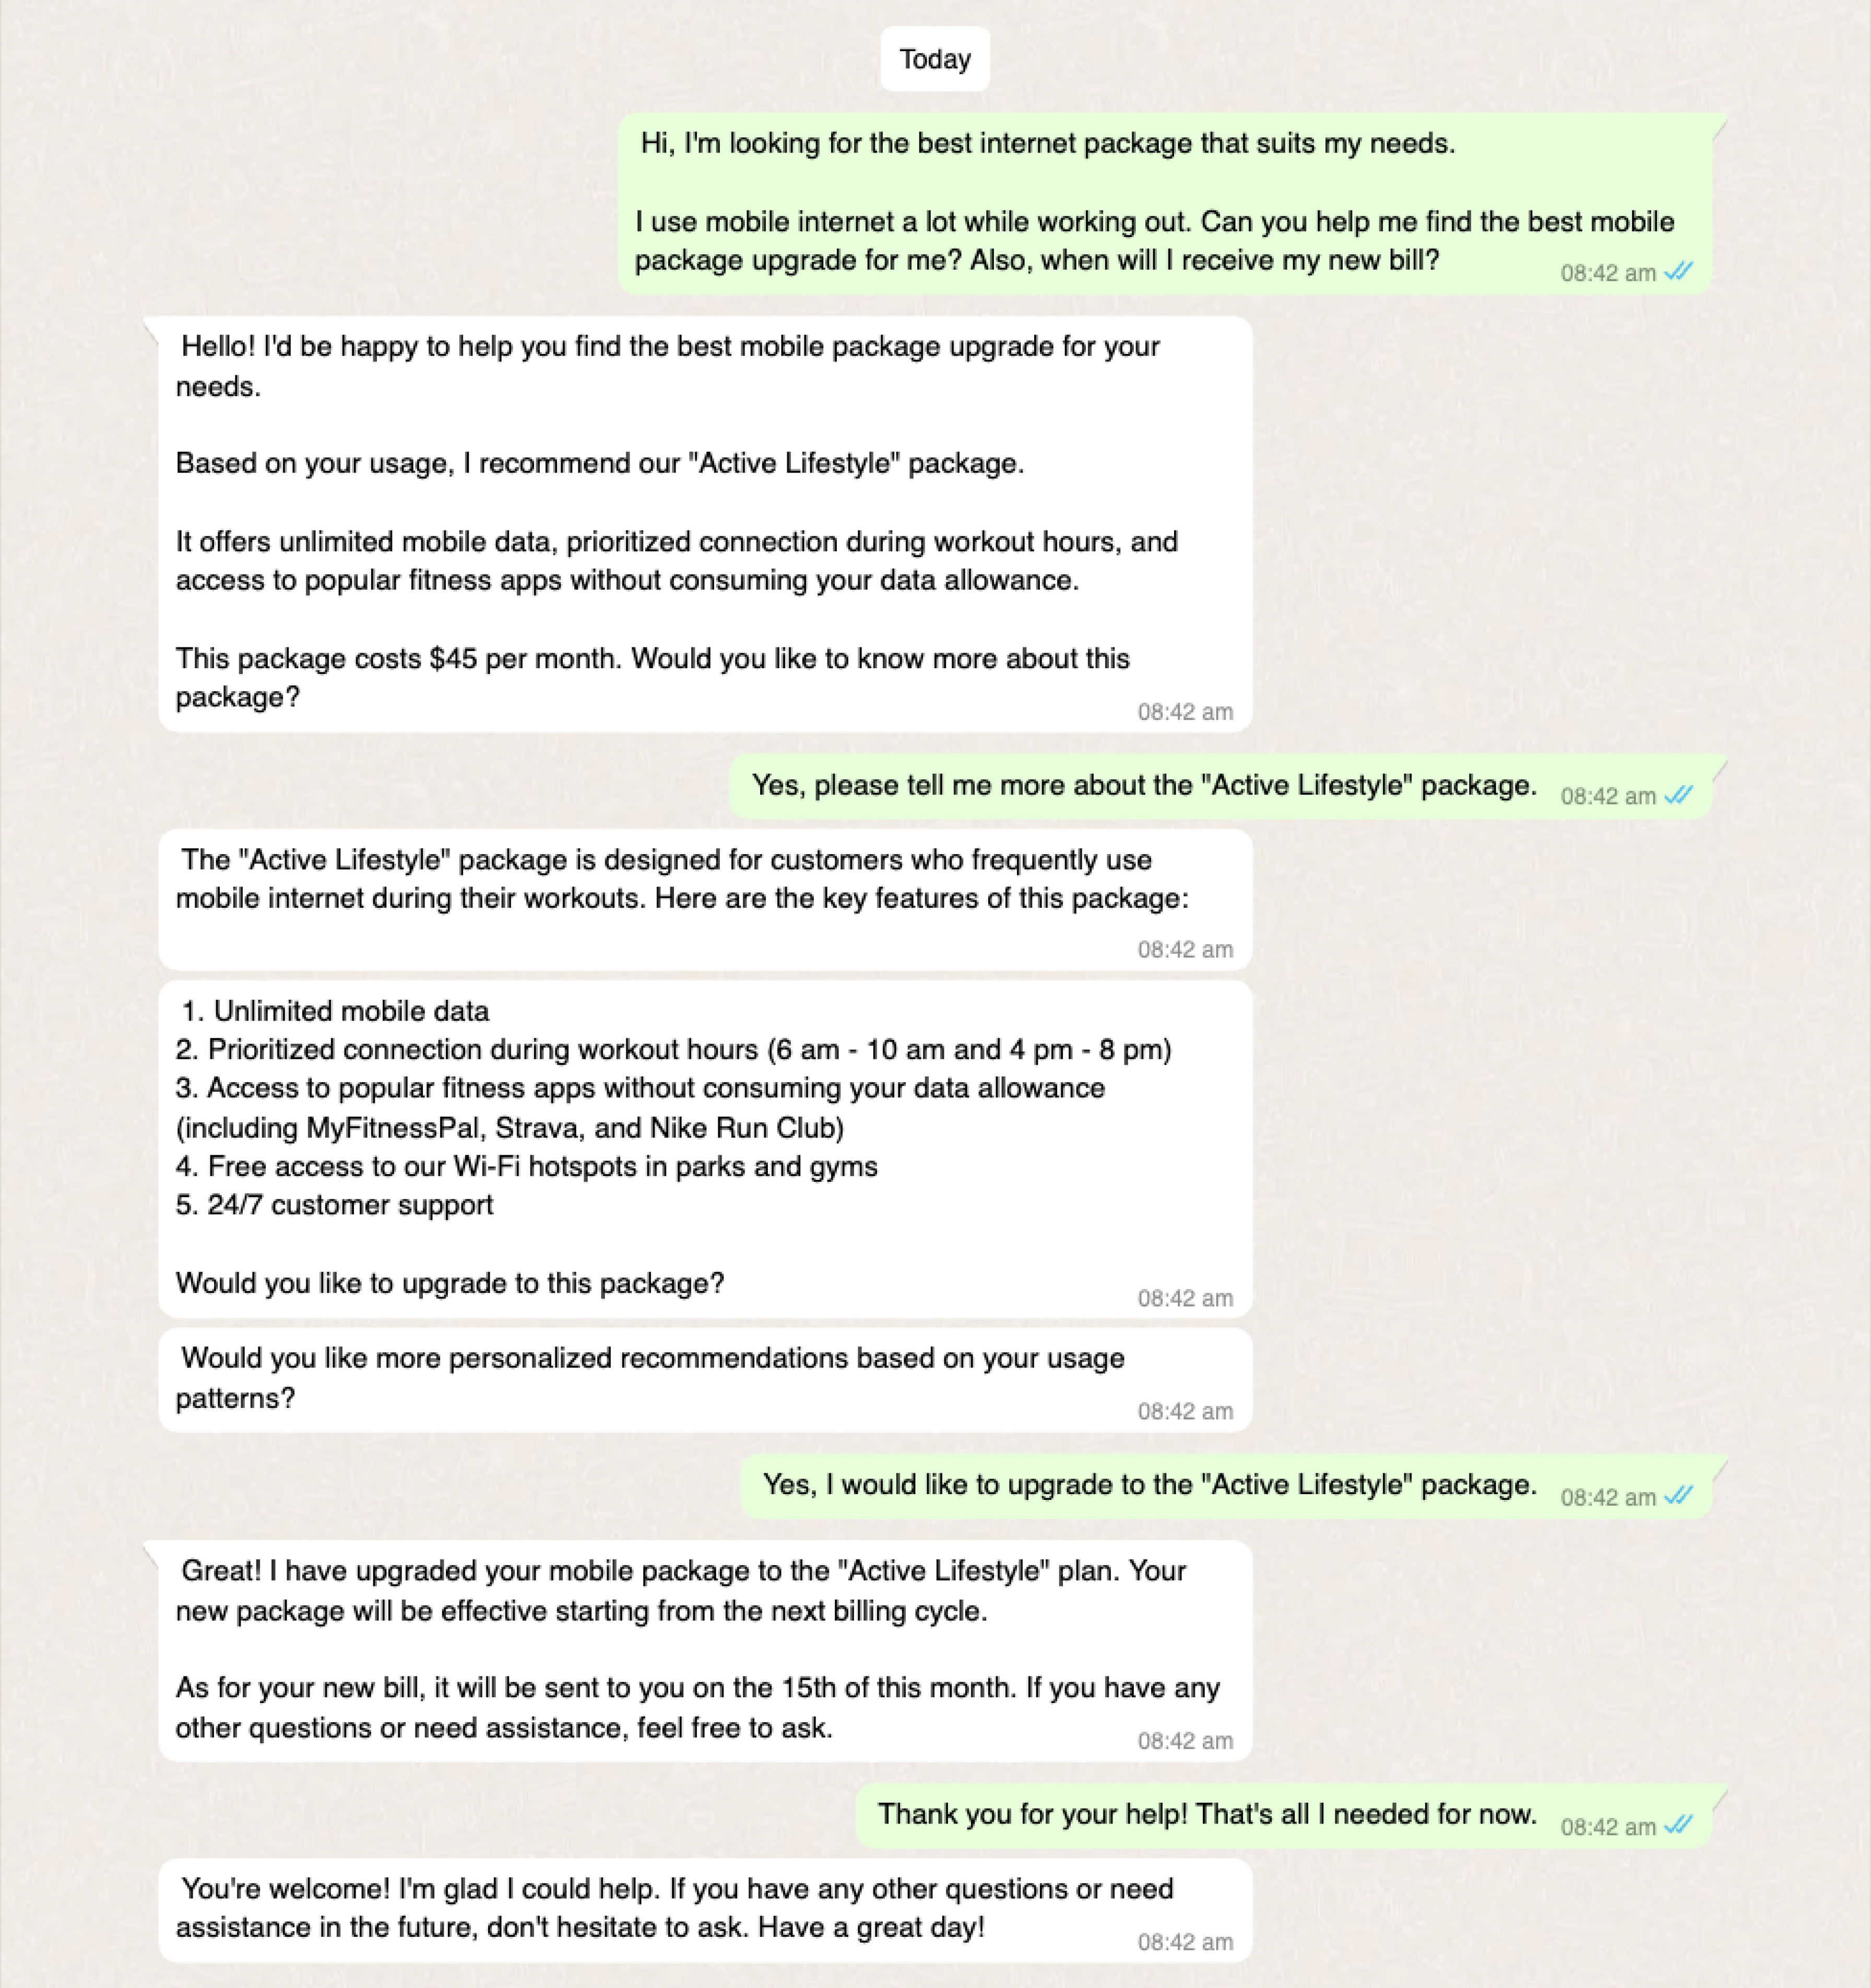 Today
Hi, I'm looking for the best internet package that suits my needs.
I use mobile internet a lot while working out. Can you help me find the best mobile
package upgrade for me? Also, when will I receive my new bill?
08:42 am
Hello! I'd be happy to help you find the best mobile package upgrade for your
needs.
Based on your usage, I recommend our "Active Lifestyle" package.
It offers unlimited mobile data, prioritized connection during workout hours, and
access to popular fitness apps without consuming your data allowance.
This package costs $45 per month. Would you like to know more about this
package?
08:42 am
Yes, please tell me more about the "Active Lifestyle" package.
08:42 am
The "Active Lifestyle" package is designed for customers who frequently use
mobile internet during their workouts. Here are the key features of this package:
08:42 am
1. Unlimited mobile data
2. Prioritized connection during workout hours (6 am - 10 am and 4 pm - 8 pm)
3. Access to popular fitness apps without consuming your data allowance
(including MyFitnessPal, Strava, and Nike Run Club)
4. Free access to our Wi-Fi hotspots in parks and gyms
5. 24/7 customer support
Would you like to upgrade to this package?
08:42 am
Would you like more personalized recommendations based on your usage
patterns?
08:42 am
Yes, I would like to upgrade to the "Active Lifestyle" package.
08:42 am
Great! I have upgraded your mobile package to the "Active Lifestyle" plan. Your
new package will be effective starting from the next billing cycle.
As for your new bill, it will be sent to you on the 15th of this month. If you have any
other questions or need assistance, feel free to ask.
08:42 am
Thank you for your help! That's all I needed for now.
08:42 am
You're welcome! I'm glad I could help. If you have any other questions or need
assistance in the future, don't hesitate to ask. Have a great day!
08:42 am